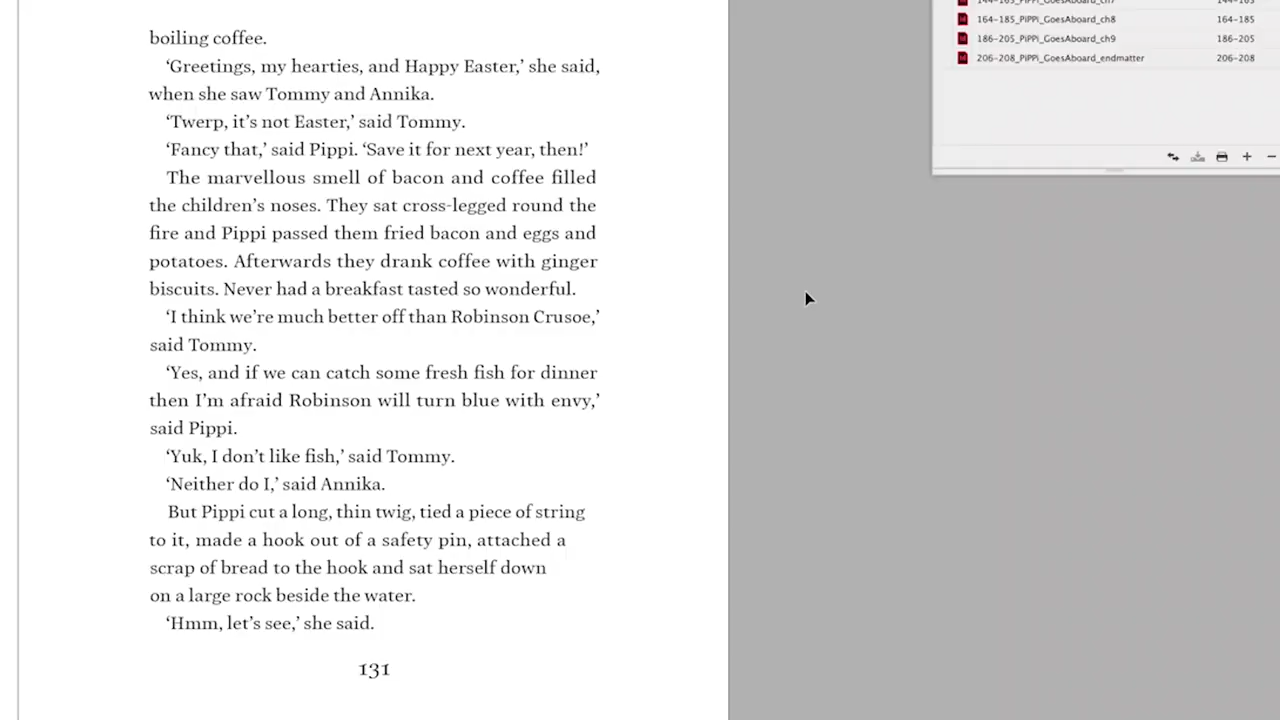 boiling coffee.
‘Greetings, my hearties, and Happy Easter,’ she said,
when she saw Tommy and Annika.
‘Twerp, it’s not Easter,’ said Tommy.
‘Fancy that,’ said Pippi. ‘Save it for next year, then!’
The marvellous smell of bacon and coffee filled
the children’s noses. They sat cross-legged round the
fire and Pippi passed them fried bacon and eggs and
potatoes. Afterwards they drank coffee with ginger
biscuits. Never had a breakfast tasted so wonderful.
‘I think we’re much better off than Robinson Crusoe,’
said Tommy.
‘Yes, and if we can catch some fresh fish for dinner
then I’m afraid Robinson will turn blue with envy,’
said Pippi.
‘Yuk, I don’t like fish,’ said Tommy.
‘Neither do I,’ said Annika.
But Pippi cut a long, thin twig, tied a piece of string
to it, made a hook out of a safety pin, attached a
scrap of bread to the hook and sat herself down
on a large rock beside the water.
‘Hmm, let’s see,’ she said.
131
164-185_PiPPi_GoesAboard_ch8 164-185
186-205_PiPPi_GoesAboard_ch9 186-205
206-208_PiPPi_GoesAboard_endmatter 206-208